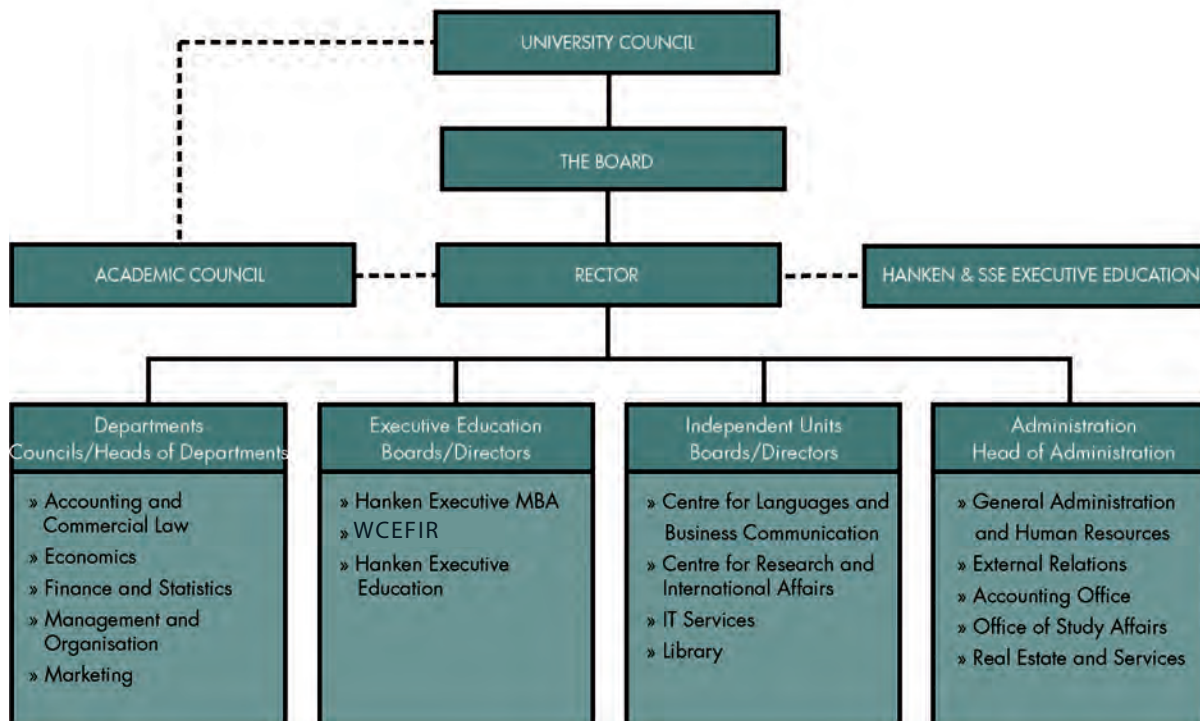 UNIVERSITY COUNCIL
THE BOARD
ACADEMIC COUNCIL
RECTOR
HANKEN & SSE EXECUTIVE EDUCATION
Departments
Councils/Heads of Departments
» Accounting and
Commercial Law
» Economics
» Finance and Statistics
» Management and
Organisation
» Marketing
Executive Education
Boards/Directors
» Hanken Executive MBA
» WCEFIR
» Hanken Executive
Education
Independent Units
Boards/Directors
» Centre for Languages and
Business Communication
» Centre for Research and
International Affairs
» IT Services
» Library
Administration
Head of Administration
» General Administration
and Human Resources
» External Relations
» Accounting Office
» Office of Study Affairs
» Real Estate and Services